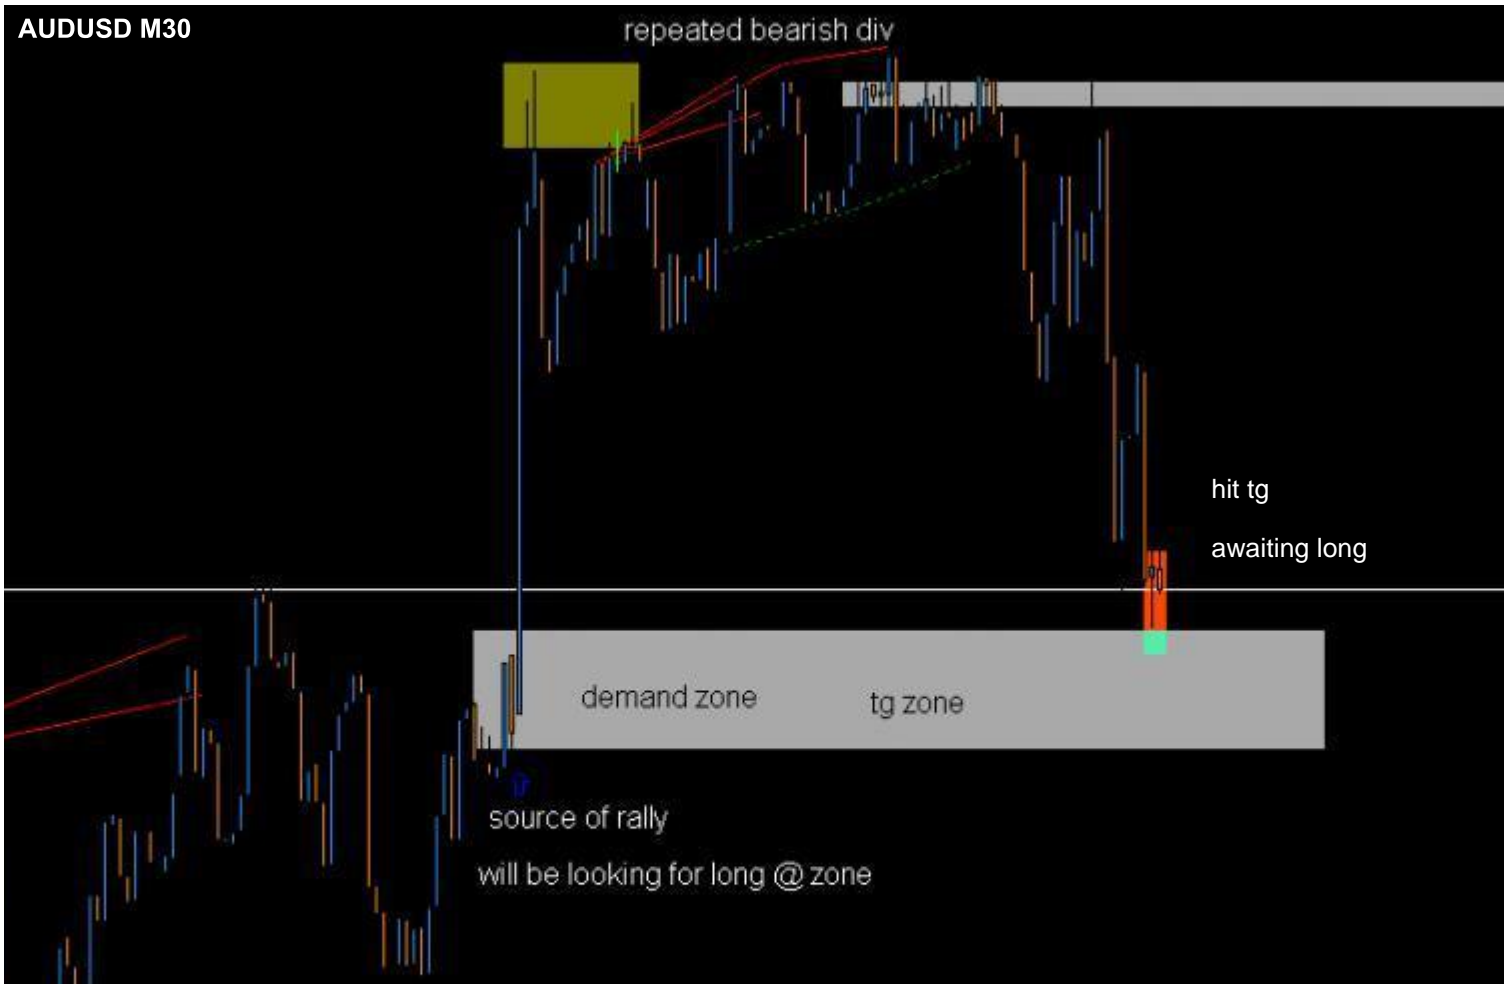 AUDUSD M30
repeated bearish div
hit tg
awaiting long
demand zone
tg zone
source of rally
will be looking for long @ zone